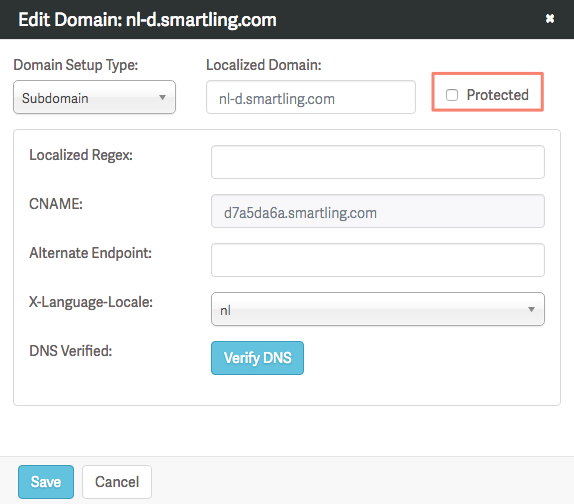 Edit Domain: nl-d.smartling.com ✖
Domain Setup Type: Localized Domain:
Subdomain nl-d.smartling.com Protected
Localized Regex:
CNAME: d7a5da6a.smartling.com
Alternate Endpoint:
X-Language-Locale: nl
DNS Verified: Verify DNS
Save Cancel